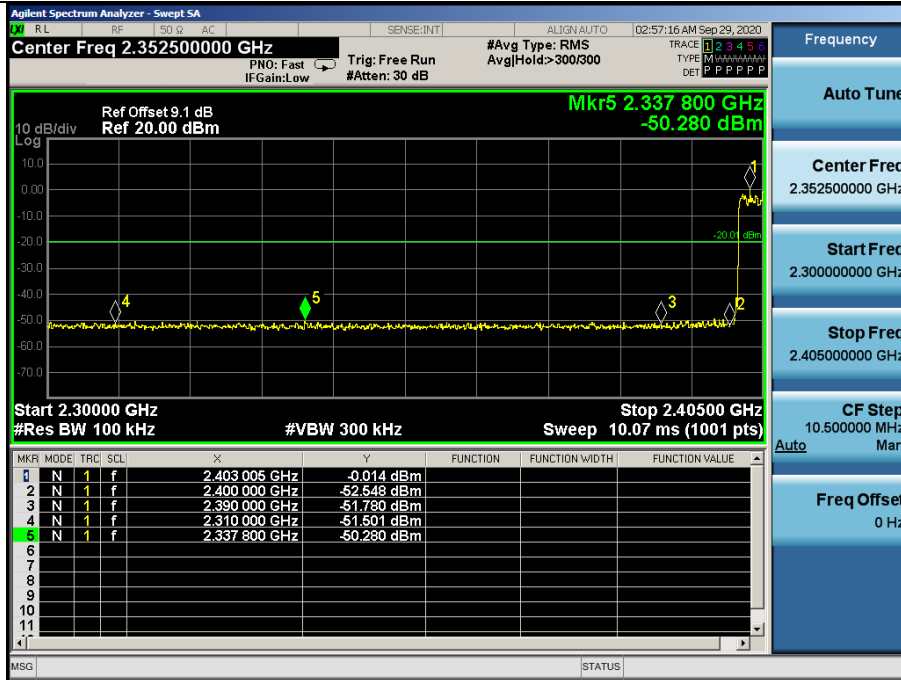 Agilent Spectrum Analyzer - Swept SA
LXI RL RF 50 Ω AC SENSE:INT ALIGN AUTO 02:57:16 AM Sep 29, 2020
Center Freq 2.352500000 GHz #Avg Type: RMS TRACE 1 2 3 4 5 6
PNO: Fast Trig: Free Run Avg|Hold:>300/300 TYPE M
IFGain:Low #Atten: 30 dB DET P P P P P P
Frequency
Mkr5 2.337 800 GHz
-50.280 dBm
Ref Offset 9.1 dB
10 dB/div Ref 20.00 dBm
Log
10.0
0.00
-10.0
-20.0
-30.0
-40.0
-50.0
-60.0
-70.0
1
-20.01 dBm
4
5
3
2
Start 2.30000 GHz Stop 2.40500 GHz
#Res BW 100 kHz #VBW 300 kHz Sweep 10.07 ms (1001 pts)
MKR MODE TRC SCL X Y FUNCTION FUNCTION WIDTH FUNCTION VALUE
1 N 1 f 2.403 005 GHz -0.014 dBm
2 N 1 f 2.400 000 GHz -52.548 dBm
3 N 1 f 2.390 000 GHz -51.780 dBm
4 N 1 f 2.310 000 GHz -51.501 dBm
5 N 1 f 2.337 800 GHz -50.280 dBm
6
7
8
9
10
11
MSG STATUS
Auto Tune
Center Freq
2.352500000 GHz
Start Freq
2.300000000 GHz
Stop Freq
2.405000000 GHz
CF Step
10.500000 MHz
Auto Man
Freq Offset
0 Hz